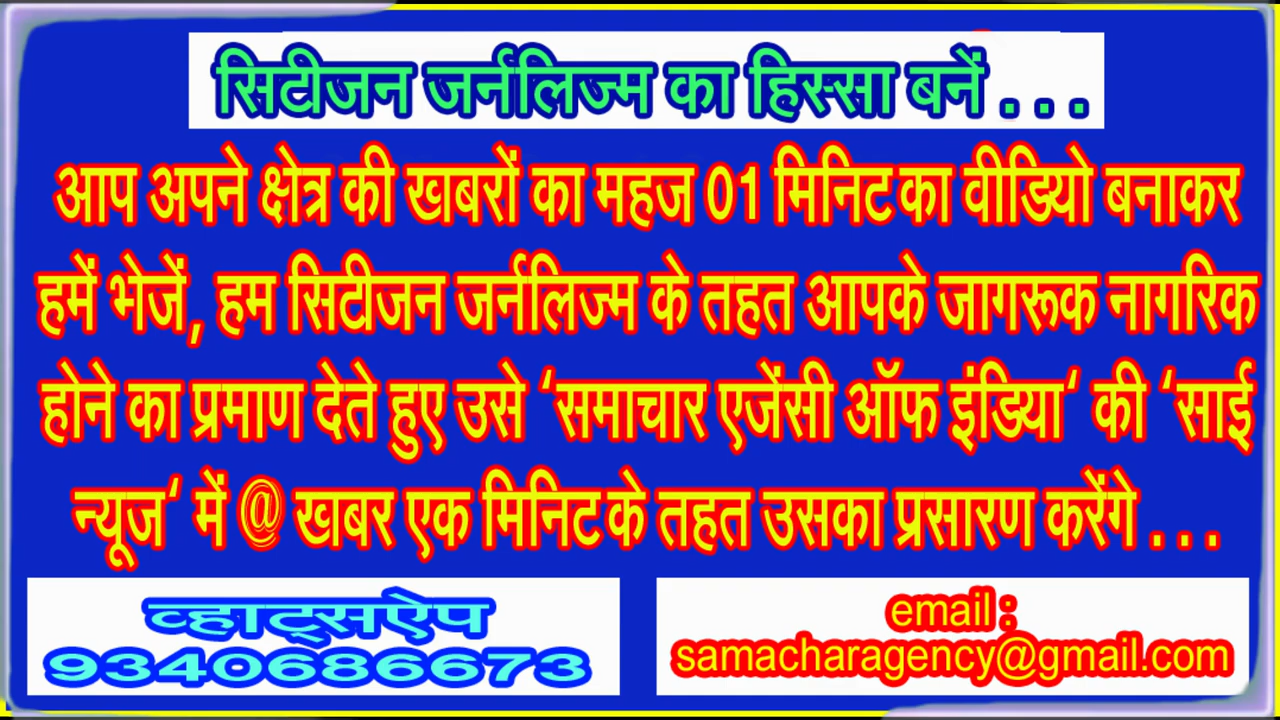 सिटीजन जर्नलिज्म का हिस्सा बनें . . .
आप अपने क्षेत्र की खबरों का महज 01 मिनिट का वीडियो बनाकर
हमें भेजें, हम सिटीजन जर्नलिज्म के तहत आपके जागरूक नागरिक
होने का प्रमाण देते हुए उसे ‘समाचार एजेंसी ऑफ इंडिया‘ की ‘साई
न्यूज‘ में @ खबर एक मिनिट के तहत उसका प्रसारण करेंगे . . .
व्हाट्सऐप
9340686673
email :
samacharagency@gmail.com